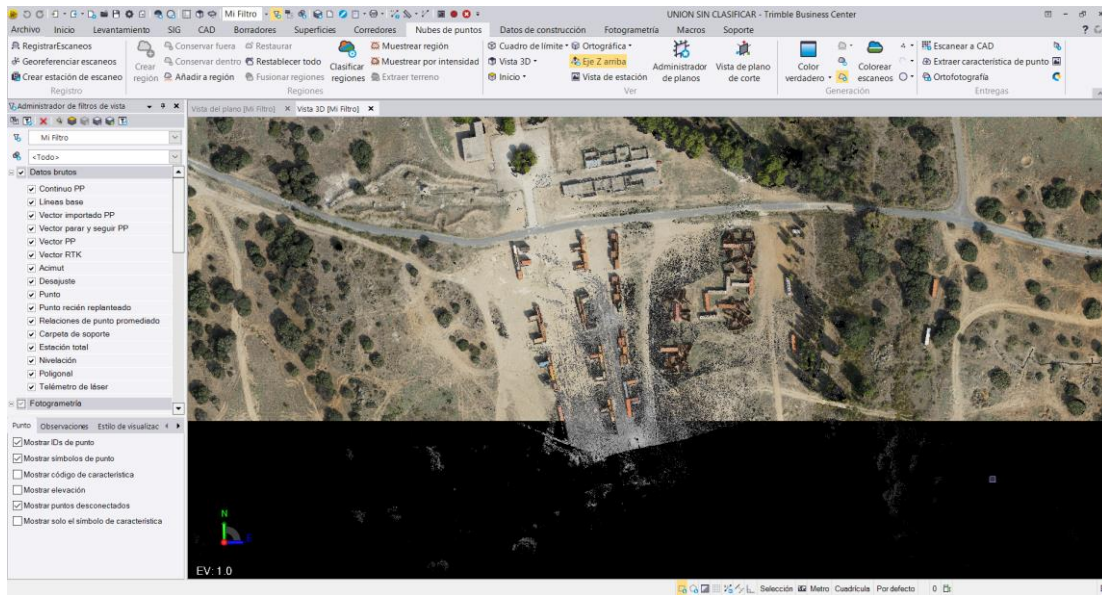 Mi Filtro
UNION SIN CLASIFICAR - Trimble Business Center
Archivo Inicio Levantamiento SIG CAD Borradores Superficies Corredores Nubes de puntos Datos de construcción Fotogrametría Macros Soporte
RegistrarEscaneos
Georreferenciar escaneos
Crear estación de escaneo
Registro
Crear región
Conservar fuera
Conservar dentro
Añadir a región
Restaurar
Restablecer todo
Fusionar regiones
Clasificar regiones
Muestrear región
Muestrear por intensidad
Extraer terreno
Regiones
Cuadro de límite
Vista 3D
Inicio
Ortográfica
Eje Z arriba
Vista de estación
Administrador de planos
Vista de plano de corte
Ver
Color verdadero
Colorear escaneos
Generación
Escanear a CAD
Extraer característica de punto
Ortofotografía
Entregas
Administrador de filtros de vista
Vista del plano [Mi Filtro]
Vista 3D [Mi Filtro]
Mi Filtro
<Todo>
Datos brutos
Continuo PP
Líneas base
Vector importado PP
Vector parar y seguir PP
Vector PP
Vector RTK
Acimut
Desajuste
Punto
Punto recién replanteado
Relaciones de punto promediado
Carpeta de soporte
Estación total
Nivelación
Poligonal
Telémetro de láser
Fotogrametría
Punto Observaciones Estilo de visualizac
Mostrar IDs de punto
Mostrar símbolos de punto
Mostrar código de característica
Mostrar elevación
Mostrar puntos desconectados
Mostrar solo el símbolo de característica
N
EV: 1.0
Selección Metro Cuadrícula Por defecto 0